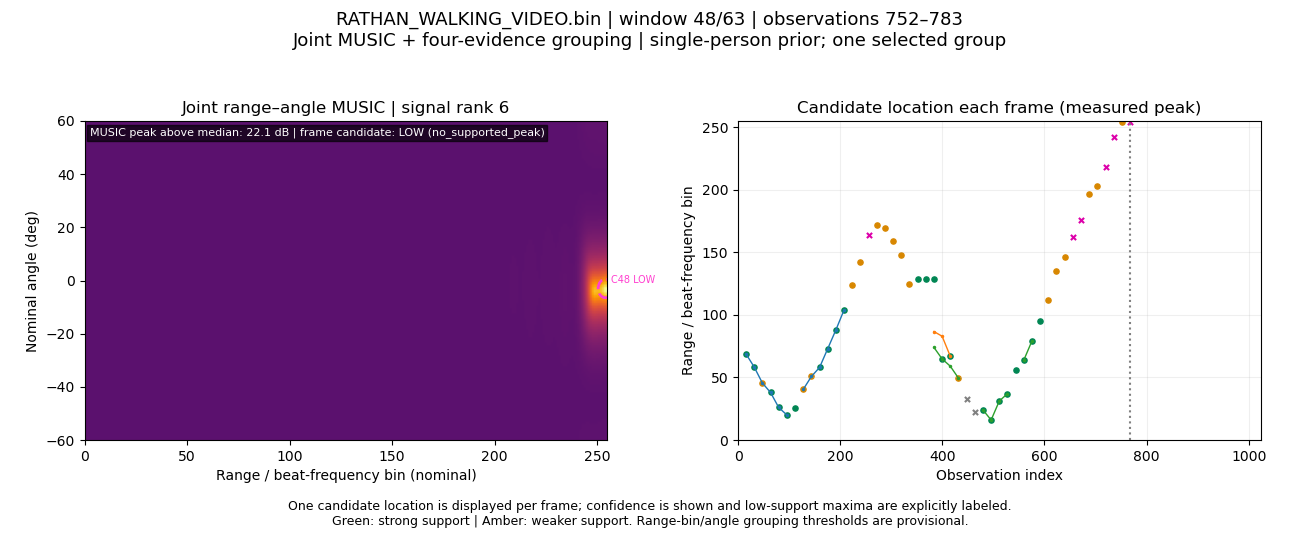 RATHAN_WALKING_VIDEO.bin | window 48/63 | observations 752–783
Joint MUSIC + four-evidence grouping | single-person prior; one selected group
Joint range–angle MUSIC | signal rank 6
MUSIC peak above median: 22.1 dB | frame candidate: LOW (no_supported_peak)
60
40
20
0
−20
−40
−60
Nominal angle (deg)
C48 LOW
0
50
100
150
200
250
Range / beat-frequency bin (nominal)
Candidate location each frame (measured peak)
250
200
150
100
50
0
Range / beat-frequency bin
0
200
400
600
800
1000
Observation index
One candidate location is displayed per frame; confidence is shown and low-support maxima are explicitly labeled.
Green: strong support | Amber: weaker support. Range-bin/angle grouping thresholds are provisional.